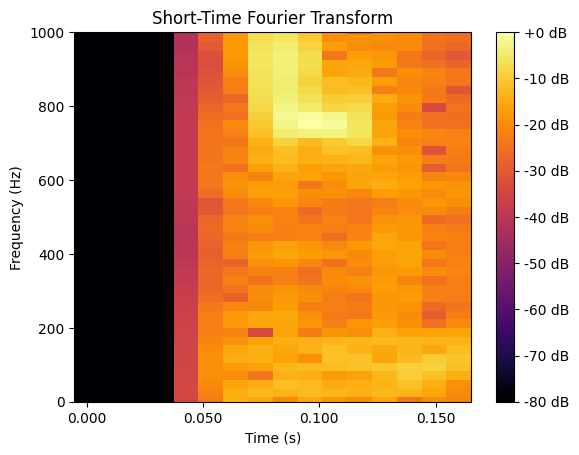 Short-Time Fourier Transform
Frequency (Hz)
1000
800
600
400
200
0
0.000
0.050
0.100
0.150
Time (s)
+0 dB
-10 dB
-20 dB
-30 dB
-40 dB
-50 dB
-60 dB
-70 dB
-80 dB